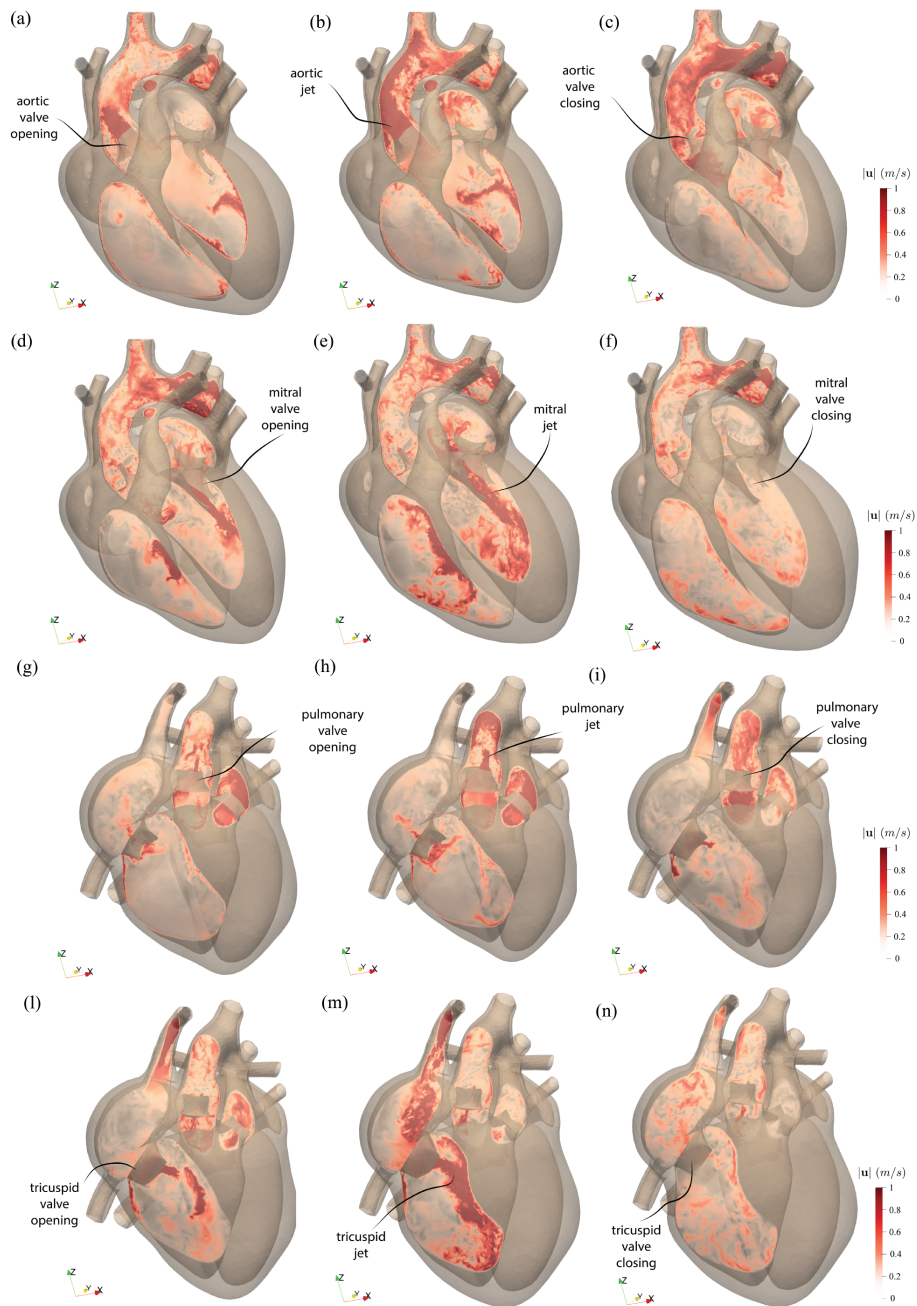 (a)
(b)
(c)
aortic
valve
opening
aortic
jet
aortic
valve
closing
|u| (m/s)
1
0.8
0.6
0.4
0.2
0
Z
Y
X
Z
Y
X
Z
Y
X
(d)
(e)
(f)
mitral
valve
opening
mitral
jet
mitral
valve
closing
|u| (m/s)
1
0.8
0.6
0.4
0.2
0
Z
Y
X
Z
Y
X
Z
Y
X
(g)
(h)
(i)
pulmonary
valve
opening
pulmonary
jet
pulmonary
valve
closing
|u| (m/s)
1
0.8
0.6
0.4
0.2
0
Z
Y
X
Z
Y
X
Z
Y
X
(l)
(m)
(n)
tricuspid
valve
opening
tricuspid
jet
tricuspid
valve
closing
|u| (m/s)
1
0.8
0.6
0.4
0.2
0
Z
Y
X
Z
Y
X
Z
Y
X